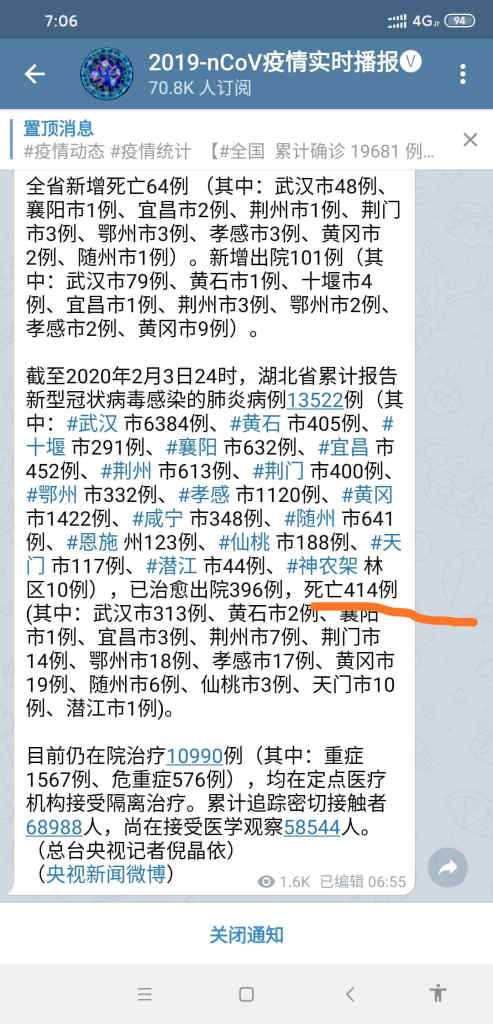 7:06
4G
94
2019-nCoV疫情实时播报
70.8K 人订阅
置顶消息
#疫情动态 #疫情统计 【#全国 累计确诊 19681 例...
全省新增死亡64例 （其中：武汉市48例、
襄阳市1例、宜昌市2例、荆州市1例、荆门
市3例、鄂州市3例、孝感市3例、黄冈市
2例、随州市1例）。新增出院101例（其
中：武汉市79例、黄石市1例、十堰市4
例、宜昌市1例、荆州市3例、鄂州市2例、
孝感市2例、黄冈市9例）。
截至2020年2月3日24时，湖北省累计报告
新型冠状病毒感染的肺炎病例13522例（其
中：#武汉 市6384例、#黄石 市405例、#
十堰 市291例、#襄阳 市632例、#宜昌 市
452例、#荆州 市613例、#荆门 市400例、
#鄂州 市332例、#孝感 市1120例、#黄冈
市1422例、#咸宁 市348例、#随州 市641
例、#恩施 州123例、#仙桃 市188例、#天
门 市117例、#潜江 市44例、#神农架 林
区10例），已治愈出院396例，死亡414例
(其中：武汉市313例、黄石市2例、襄阳
市1例、宜昌市3例、荆州市7例、荆门市
14例、鄂州市18例、孝感市17例、黄冈市
19例、随州市6例、仙桃市3例、天门市10
例、潜江市1例)。
目前仍在院治疗10990例（其中：重症
1567例、危重症576例），均在定点医疗
机构接受隔离治疗。累计追踪密切接触者
68988人，尚在接受医学观察58544人。
（总台央视记者倪晶依）
（央视新闻微博）
1.6K 已编辑 06:55
关闭通知